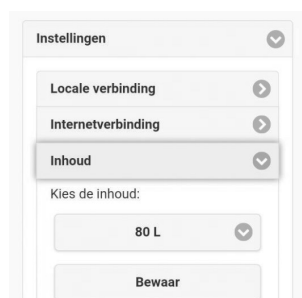 Instellingen
Locale verbinding
Internetverbinding
Inhoud
Kies de inhoud:
80 L
Bewaar